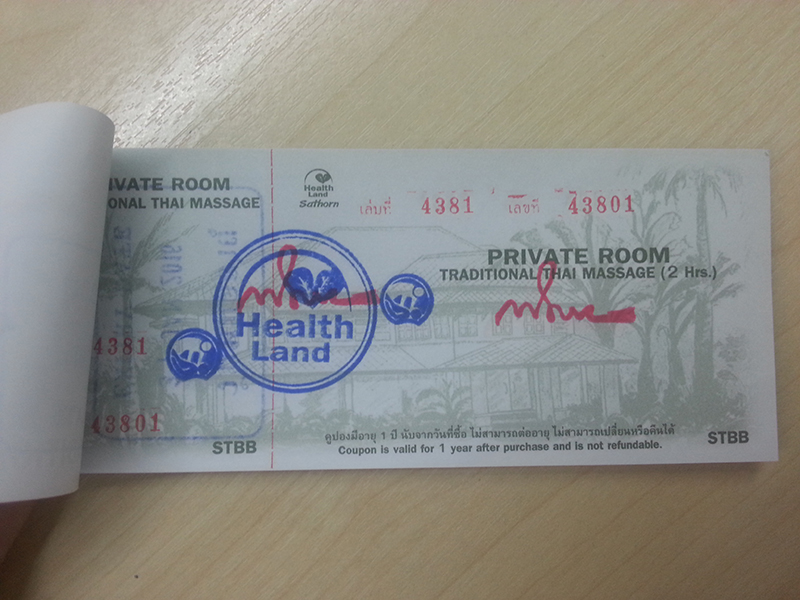 IVATE ROOM
ONAL THAI MASSAGE
4381
43801
STBB
Health
Land
Sathorn
เล่มที่ 4381 เลขที่ 43801
PRIVATE ROOM
TRADITIONAL THAI MASSAGE (2 Hrs.)
Health
Land
คูปองมีอายุ 1 ปี นับจากวันที่ซื้อ ไม่สามารถต่ออายุ ไม่สามารถเปลี่ยนหรือคืนได้
Coupon is valid for 1 year after purchase and is not refundable.
STBB